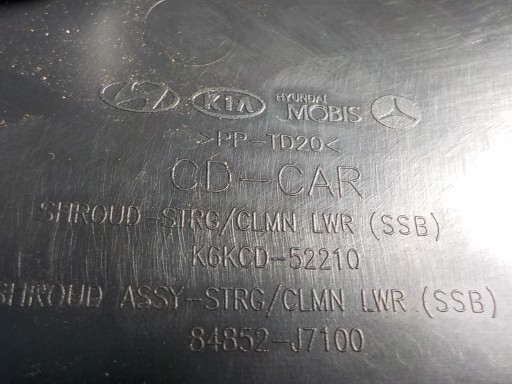 KIA HYUNDAI MOBIS
>PP-TD20<
CD-CAR
SHROUD-STRG/CLMN LWR (SSB)
K6KCD-52210
SHROUD ASSY-STRG/CLMN LWR (SSB)
84852-J7100